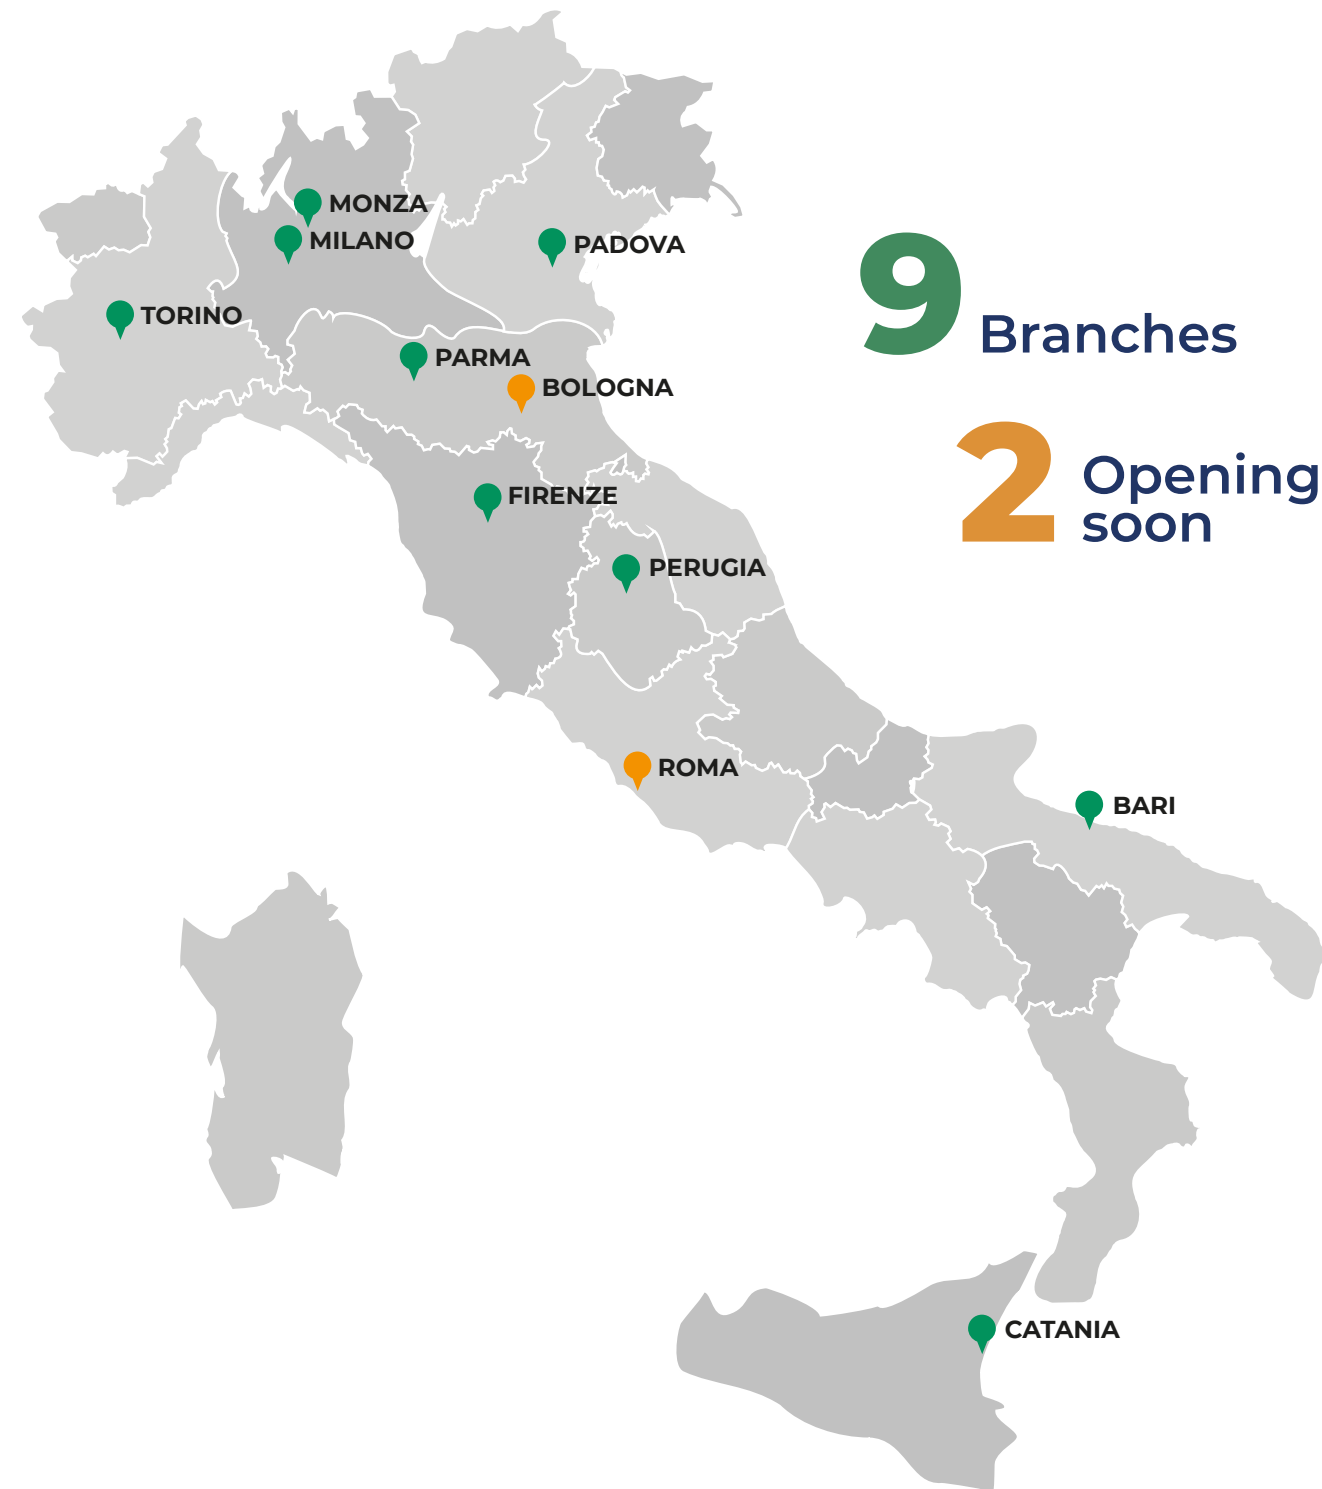 MONZA
MILANO
PADOVA
TORINO
9 Branches
PARMA
BOLOGNA
2 Opening
soon
FIRENZE
PERUGIA
ROMA
BARI
CATANIA